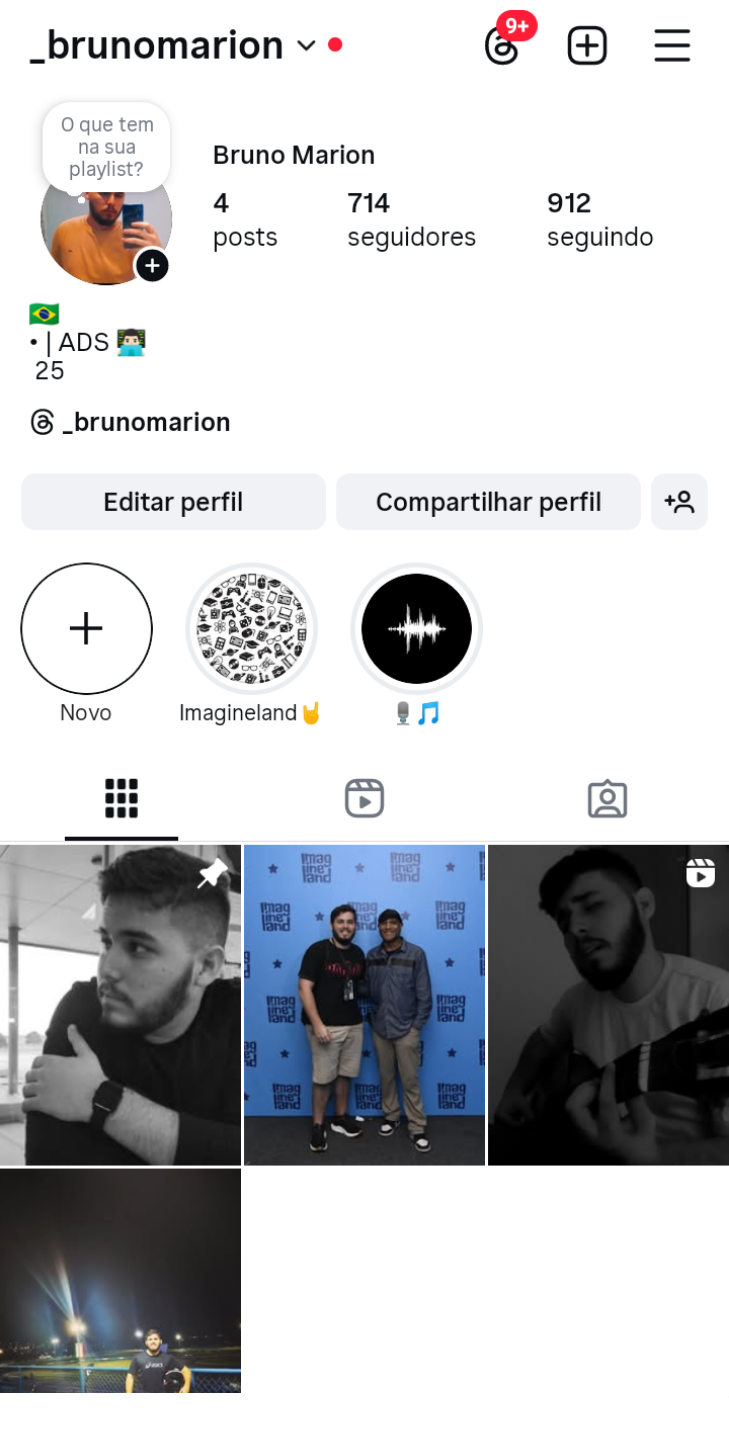 _brunomarion
9+
O que tem
na sua
playlist?
Bruno Marion
4 714 912
posts seguidores seguindo
• | ADS
25
_brunomarion
Editar perfil Compartilhar perfil
Novo Imagineland
imag
ine
land
asics